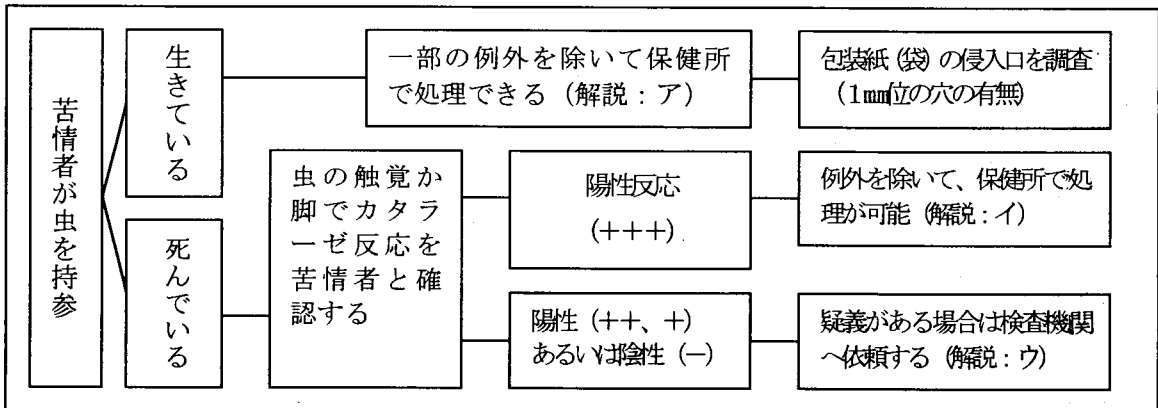 苦情者が虫を持参
生きている
一部の例外を除いて保健所
で処理できる（解説：ア）
包装紙（袋）の侵入口を調査
（1mm位の穴の有無）
死んでいる
虫の触覚か
脚でカタラ
ーゼ反応を
苦情者と確
認する
陽性反応
（+++）
例外を除いて、保健所で処
理が可能（解説：イ）
陽性（++、+）
あるいは陰性（－）
疑義がある場合は検査機関
へ依頼する（解説：ウ）